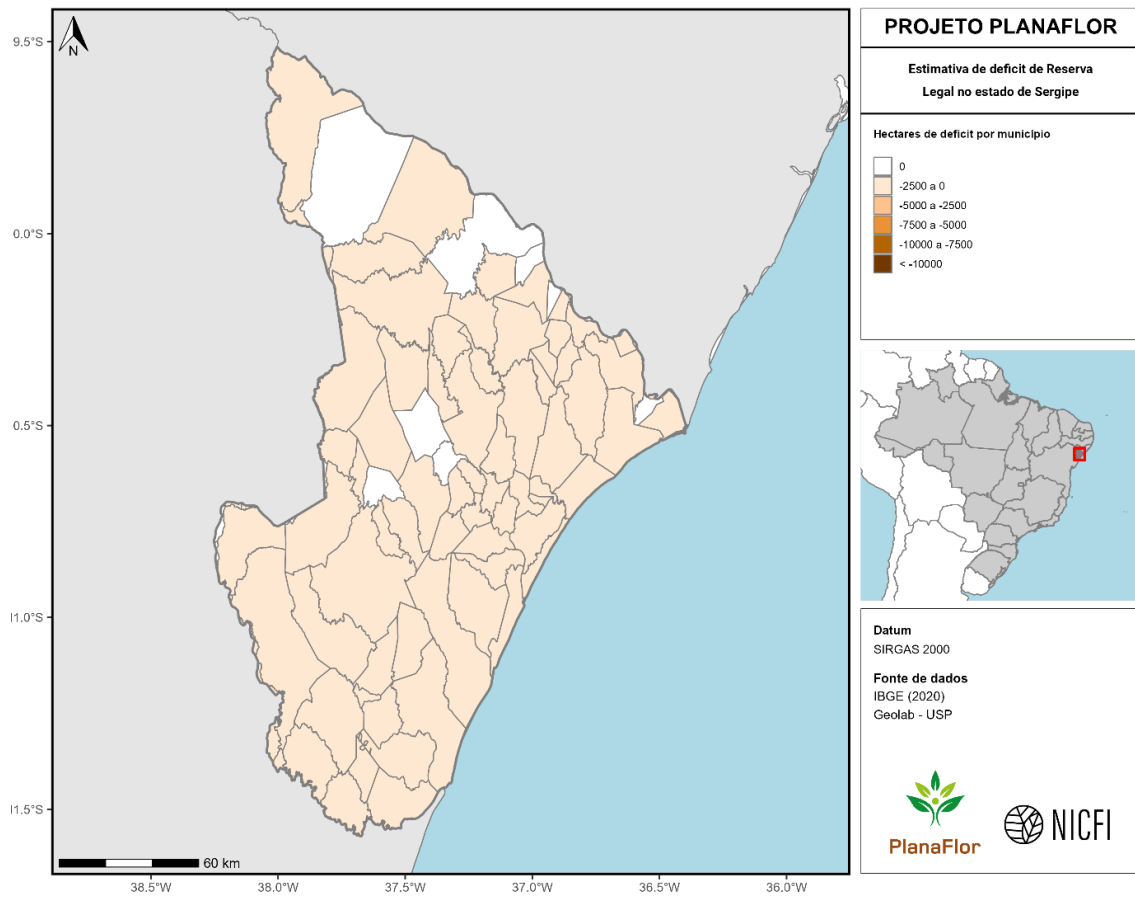 N
9.5°S
0.0°S
0.5°S
11.0°S
11.5°S
60 km
38.5°W
38.0°W
37.5°W
37.0°W
36.5°W
36.0°W
PROJETO PLANAFLOR
Estimativa de deficit de Reserva
Legal no estado de Sergipe
Hectares de deficit por município
0
-2500 a 0
-5000 a -2500
-7500 a -5000
-10000 a -7500
< -10000
Datum
SIRGAS 2000
Fonte de dados
IBGE (2020)
Geolab - USP
PlanaFlor
NICFI